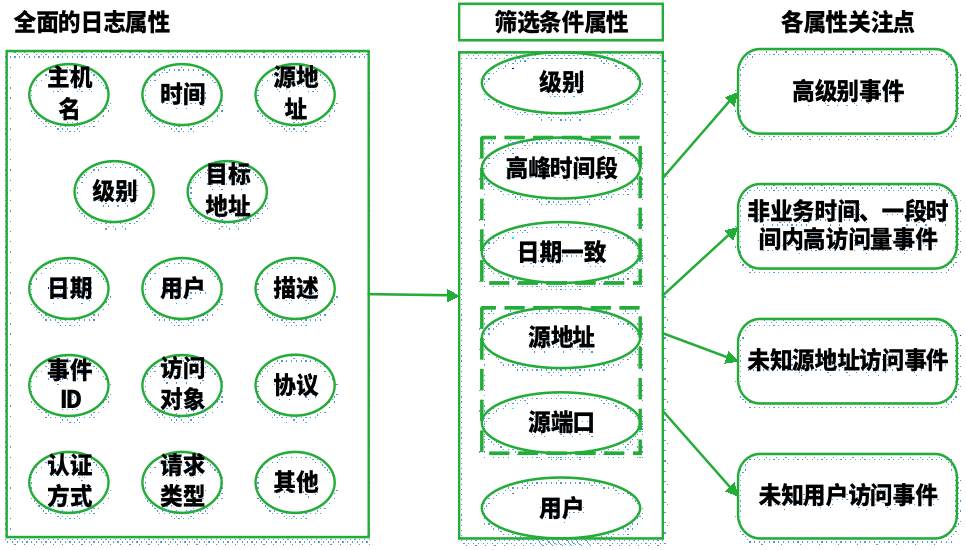 全面的日志属性
主机
名
时间
源地
址
级别
目标
地址
日期
用户
描述
事件
ID
访问
对象
协议
认证
方式
请求
类型
其他
筛选条件属性
级别
高峰时间段
日期一致
源地址
源端口
用户
各属性关注点
高级别事件
非业务时间、一段时
间内高访问量事件
未知源地址访问事件
未知用户访问事件